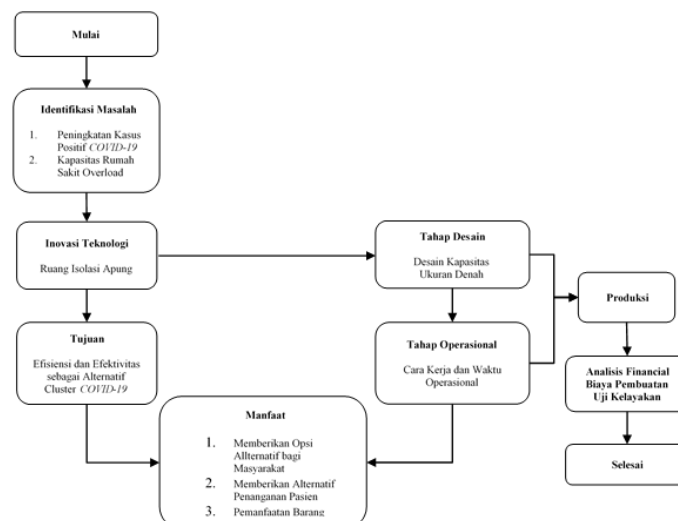 Mulai
Identifikasi Masalah
1. Peningkatan Kasus
Positif COVID-19
2. Kapasitas Rumah
Sakit Overload
Inovasi Teknologi
Ruang Isolasi Apung
Tujuan
Efisiensi dan Efektivitas
sebagai Alternatif
Cluster COVID-19
Tahap Desain
Desain Kapasitas
Ukuran Denah
Tahap Operasional
Cara Kerja dan Waktu
Operasional
Manfaat
1. Memberikan Opsi
Allternatif bagi
Masyarakat
2. Memberikan Alternatif
Penanganan Pasien
3. Pemanfaatan Barang
Produksi
Analisis Financial
Biaya Pembuatan
Uji Kelayakan
Selesai